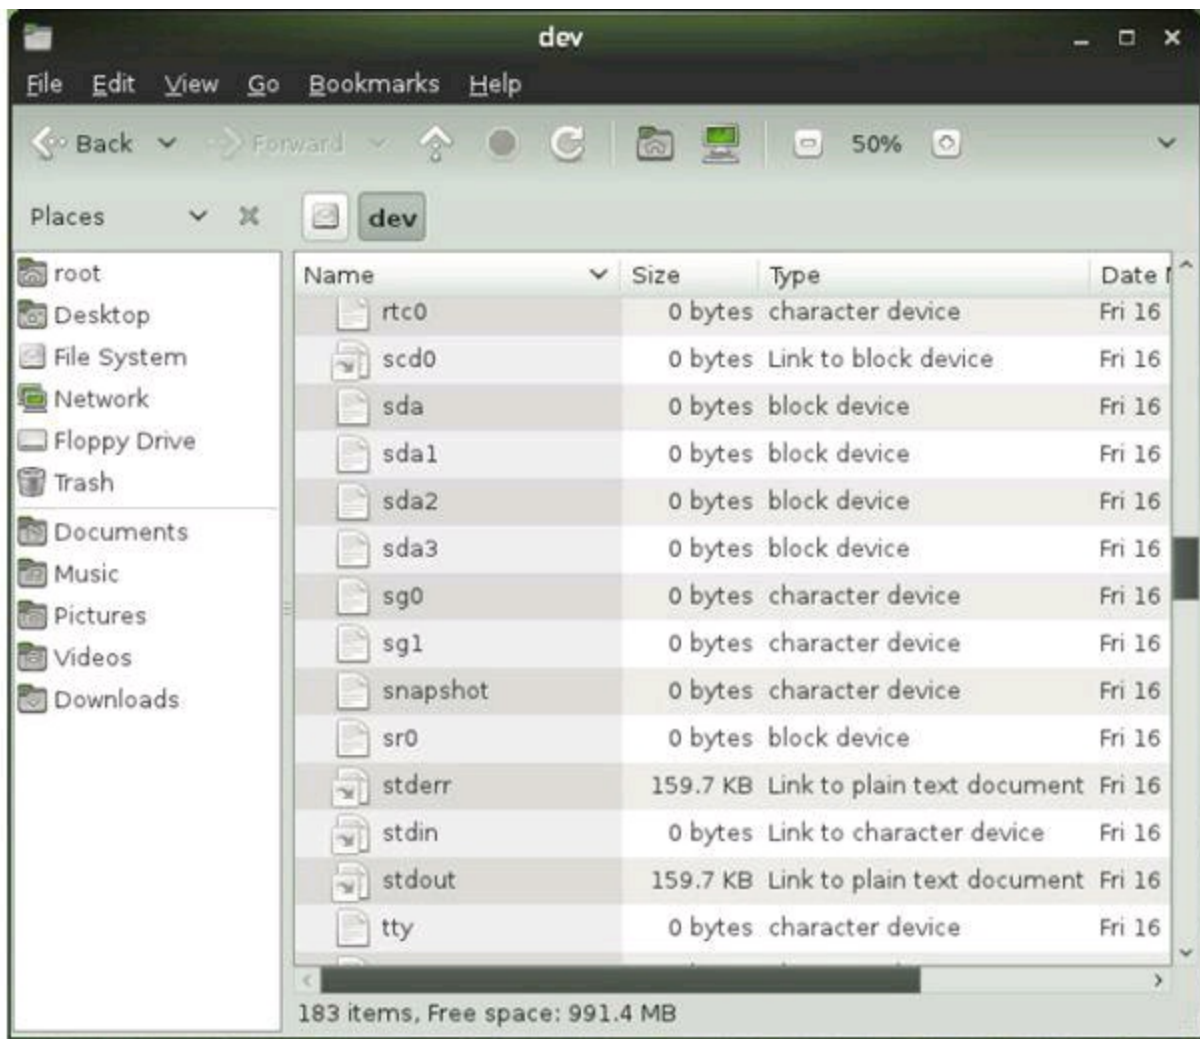 dev
File Edit View Go Bookmarks Help
Back Forward 50%
Places dev
root
Desktop
File System
Network
Floppy Drive
Trash
Documents
Music
Pictures
Videos
Downloads
Name Size Type Date
rtc0 0 bytes character device Fri 16
scd0 0 bytes Link to block device Fri 16
sda 0 bytes block device Fri 16
sda1 0 bytes block device Fri 16
sda2 0 bytes block device Fri 16
sda3 0 bytes block device Fri 16
sg0 0 bytes character device Fri 16
sg1 0 bytes character device Fri 16
snapshot 0 bytes character device Fri 16
sr0 0 bytes block device Fri 16
stderr 159.7 KB Link to plain text document Fri 16
stdin 0 bytes Link to character device Fri 16
stdout 159.7 KB Link to plain text document Fri 16
tty 0 bytes character device Fri 16
183 items, Free space: 991.4 MB